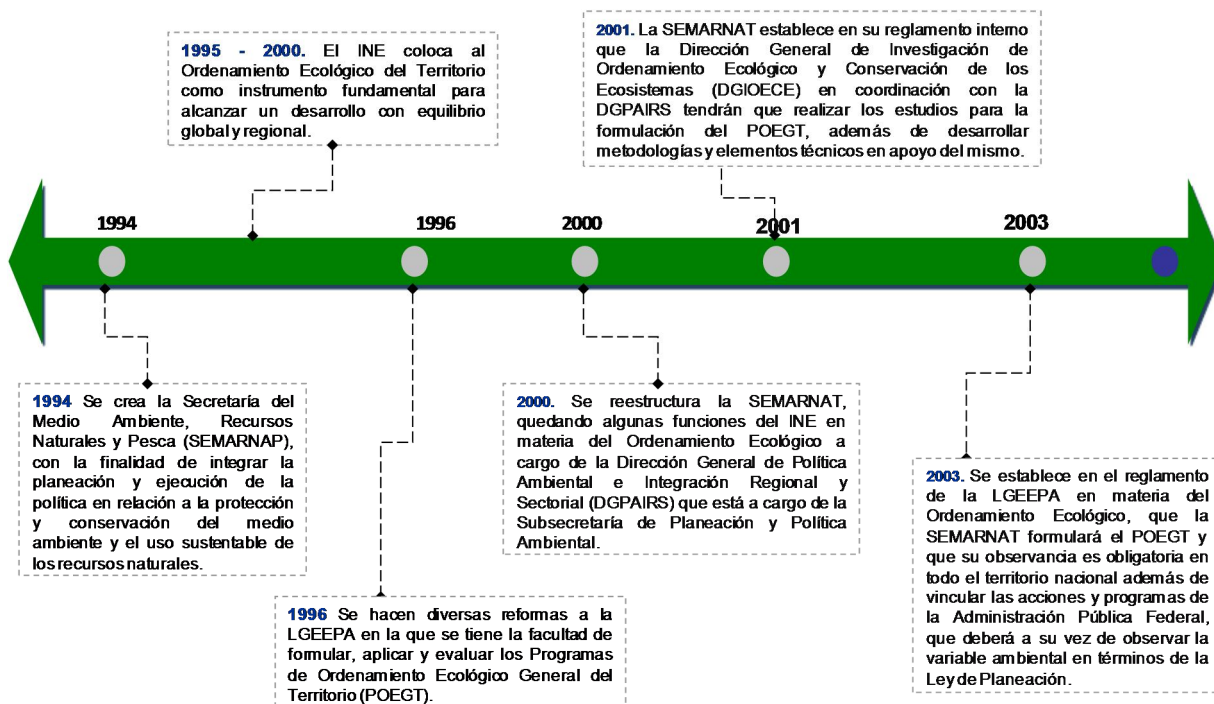 1995 - 2000. El INE coloca al
Ordenamiento Ecológico del Territorio
como instrumento fundamental para
alcanzar un desarrollo con equilibrio
global y regional.
2001. La SEMARNAT establece en su reglamento interno
que la Dirección General de Investigación de
Ordenamiento Ecológico y Conservación de los
Ecosistemas (DGIOECE) en coordinación con la
DGPAIRS tendrán que realizar los estudios para la
formulación del POEGT, además de desarrollar
metodologías y elementos técnicos en apoyo del mismo.
1994
1996
2000
2001
2003
1994 Se crea la Secretaría del
Medio Ambiente, Recursos
Naturales y Pesca (SEMARNAP),
con la finalidad de integrar la
planeación y ejecución de la
política en relación a la protección
y conservación del medio
ambiente y el uso sustentable de
los recursos naturales.
1996 Se hacen diversas reformas a la
LGEEPA en la que se tiene la facultad de
formular, aplicar y evaluar los Programas
de Ordenamiento Ecológico General del
Territorio (POEGT).
2000. Se reestructura la SEMARNAT,
quedando algunas funciones del INE en
materia del Ordenamiento Ecológico a
cargo de la Dirección General de Política
Ambiental e Integración Regional y
Sectorial (DGPAIRS) que está a cargo de la
Subsecretaría de Planeación y Política
Ambiental.
2003. Se establece en el reglamento
de la LGEEPA en materia del
Ordenamiento Ecológico, que la
SEMARNAT formulará el POEGT y
que su observancia es obligatoria en
todo el territorio nacional además de
vincular las acciones y programas de
la Administración Pública Federal,
que deberá a su vez de observar la
variable ambiental en términos de la
Ley de Planeación.